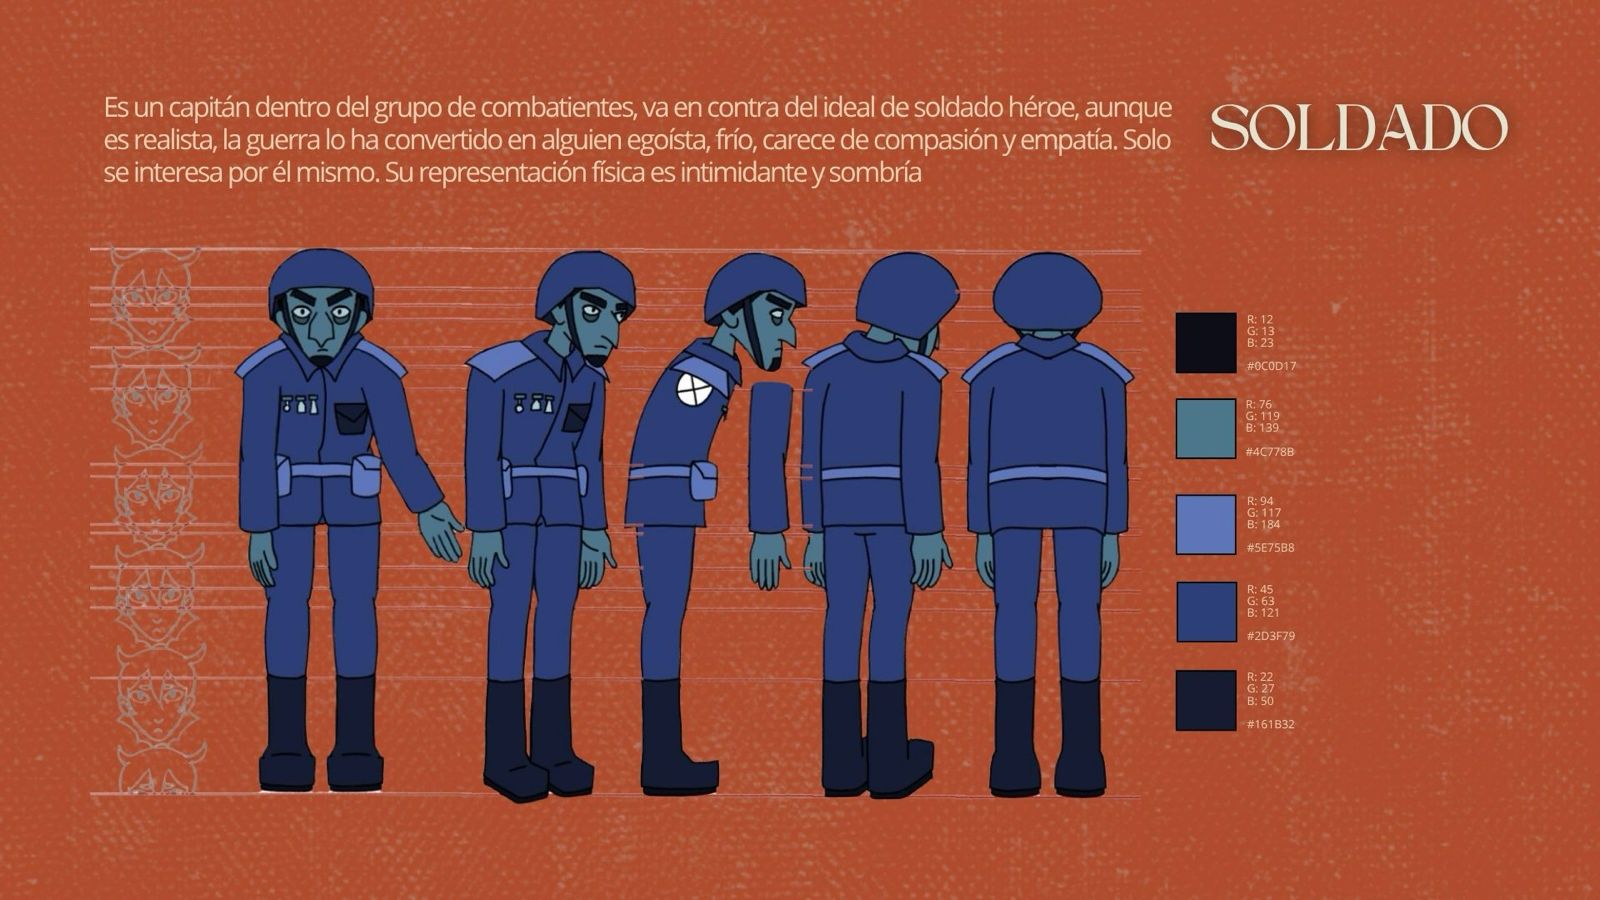 Es un capitán dentro del grupo de combatientes, va en contra del ideal de soldado héroe, aunque
es realista, la guerra lo ha convertido en alguien egoísta, frío, carece de compasión y empatía. Solo
se interesa por él mismo. Su representación física es intimidante y sombría
SOLDADO
R: 12
G: 13
B: 23
#0C0D17
R: 76
G: 119
B: 139
#4C778B
R: 94
G: 117
B: 184
#5E75B8
R: 45
G: 63
B: 121
#2D3F79
R: 22
G: 27
B: 50
#161B32